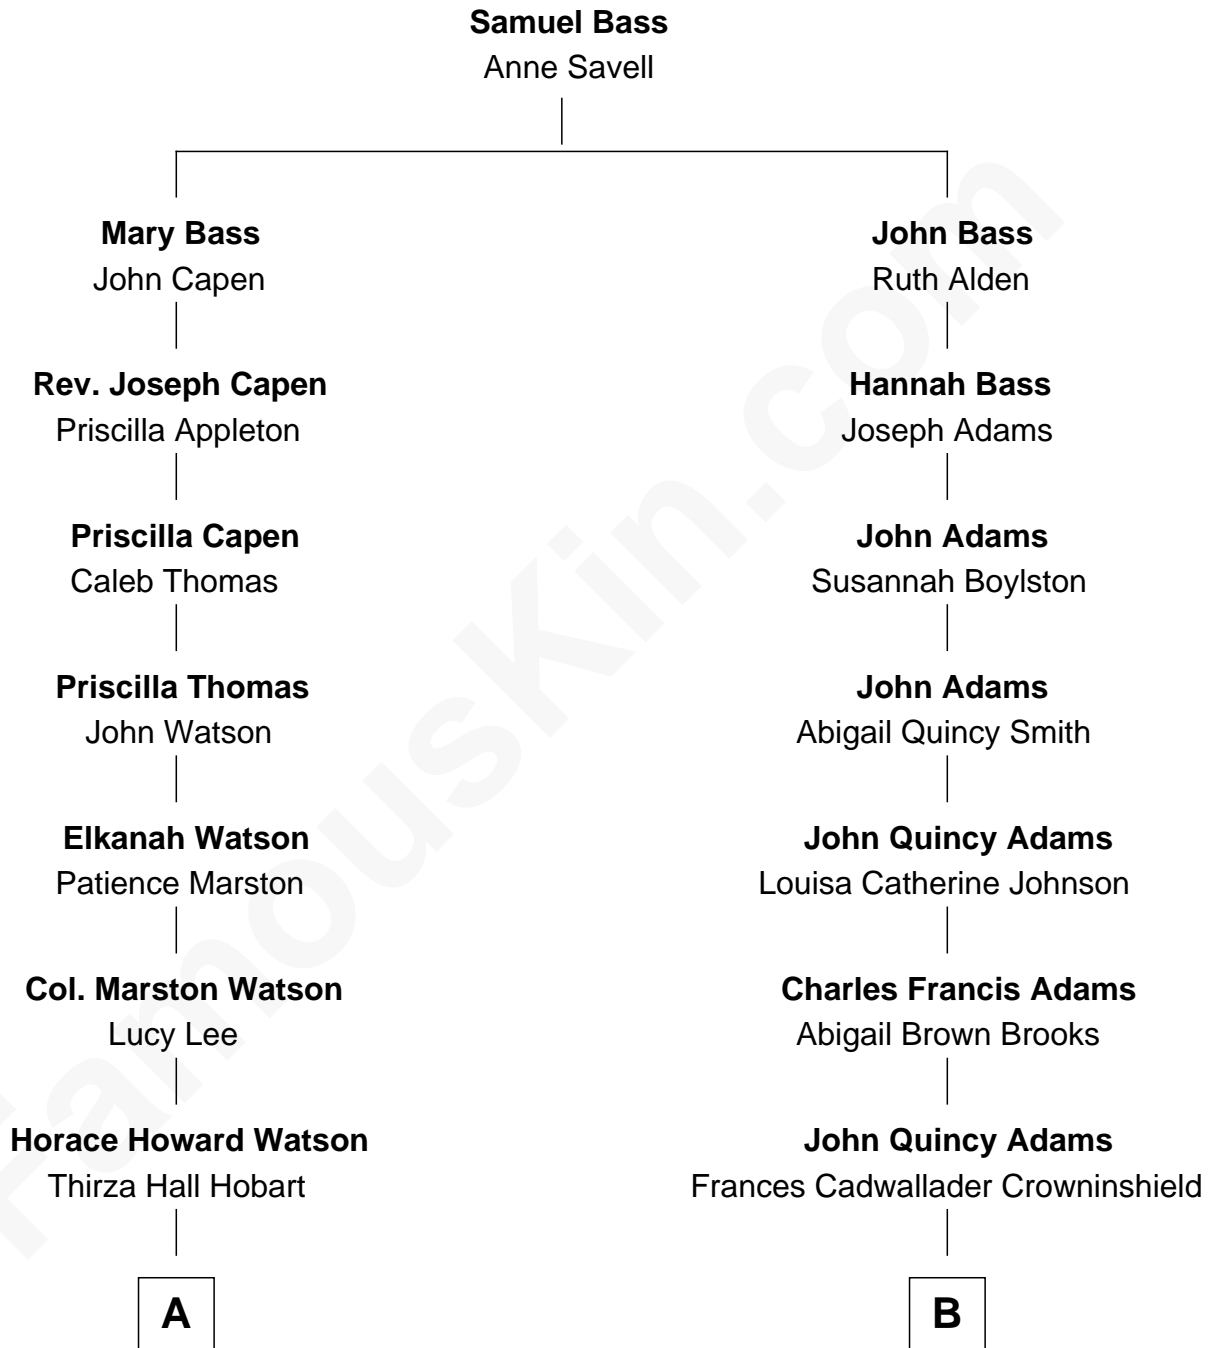 Samuel Bass
Anne Savell
Mary Bass
John Capen
John Bass
Ruth Alden
Rev. Joseph Capen
Priscilla Appleton
Hannah Bass
Joseph Adams
Priscilla Capen
Caleb Thomas
John Adams
Susannah Boylston
Priscilla Thomas
John Watson
John Adams
Abigail Quincy Smith
Elkanah Watson
Patience Marston
John Quincy Adams
Louisa Catherine Johnson
Col. Marston Watson
Lucy Lee
Charles Francis Adams
Abigail Brown Brooks
Horace Howard Watson
Thirza Hall Hobart
John Quincy Adams
Frances Cadwallader Crowninshield
A
B
FamousKin.com